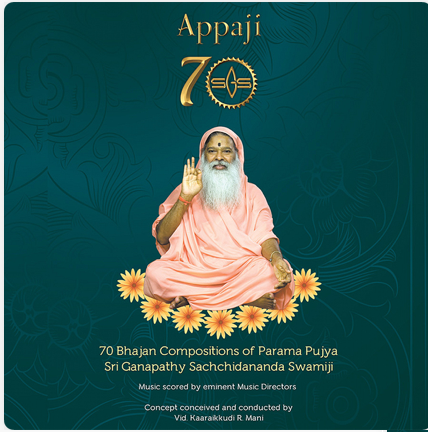 Appaji
70
SGS
70 Bhajan Compositions of Parama Pujya
Sri Ganapathy Sachchidananda Swamiji
Music scored by eminent Music Directors
Concept conceived and conducted by
Vid. Kaaraikkudi R. Mani